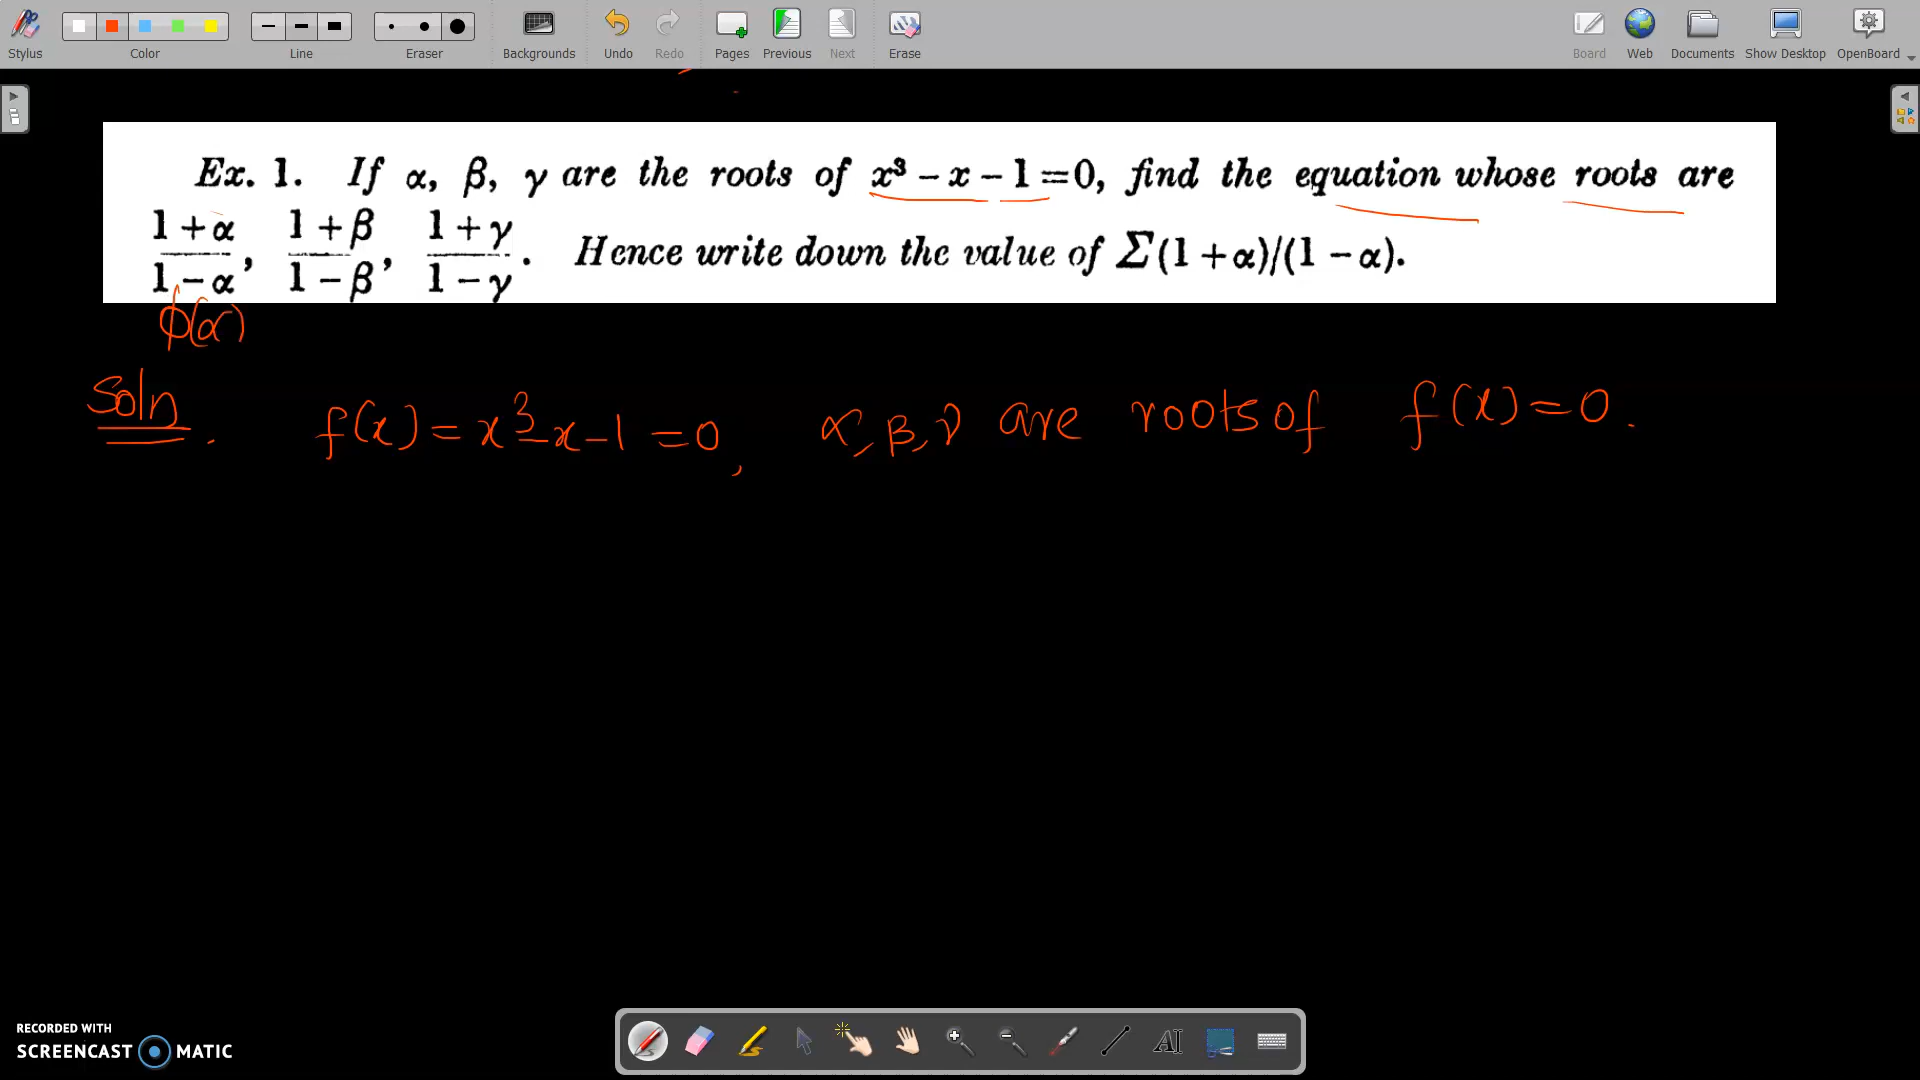 Stylus Color Line Eraser Backgrounds Undo Redo Pages Previous Next Erase Board Web Documents Show Desktop OpenBoard
Ex. 1. If α, β, γ are the roots of x³ – x – 1 = 0, find the equation whose roots are
(1+α)/(1–α), (1+β)/(1–β), (1+γ)/(1–γ). Hence write down the value of Σ(1+α)/(1–α).
ϕ(α)
Soln. f(x) = x³–x–1 = 0, α, β, γ are roots of f(x) = 0.
RECORDED WITH
SCREENCAST MATIC
AI